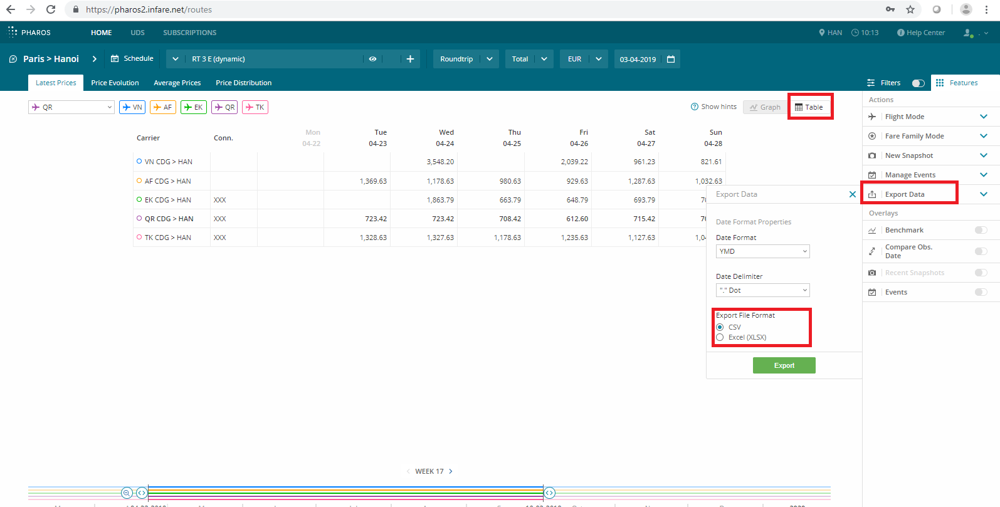 https://pharos2.infare.net/routes
PHAROS HOME UDS SUBSCRIPTIONS HAN 10:13 Help Center .
Paris > Hanoi Schedule RT 3 E (dynamic) Roundtrip Total EUR 03-04-2019
Latest Prices Price Evolution Average Prices Price Distribution Filters Features
Actions
QR VN AF EK QR TK Show hints Graph Table
Flight Mode
Fare Family Mode
New Snapshot
Manage Events
Export Data
Overlays
Benchmark
Compare Obs.
Date
Recent Snapshots
Events
Carrier Conn. Mon Tue Wed Thu Fri Sat Sun
04-22 04-23 04-24 04-25 04-26 04-27 04-28
VN CDG > HAN 3,548.20 2,039.22 961.23 821.61
AF CDG > HAN 1,369.63 1,178.63 980.63 929.63 1,287.63 1,032.63
EK CDG > HAN XXX 1,863.79 663.79 648.79 693.79
QR CDG > HAN XXX 723.42 723.42 708.42 612.60 715.42
TK CDG > HAN XXX 1,328.63 1,327.63 1,178.63 1,235.63 1,127.63
Export Data
Date Format Properties
Date Format
YMD
Date Delimiter
"." Dot
Export File Format
CSV
Excel (XLSX)
Export
WEEK 17